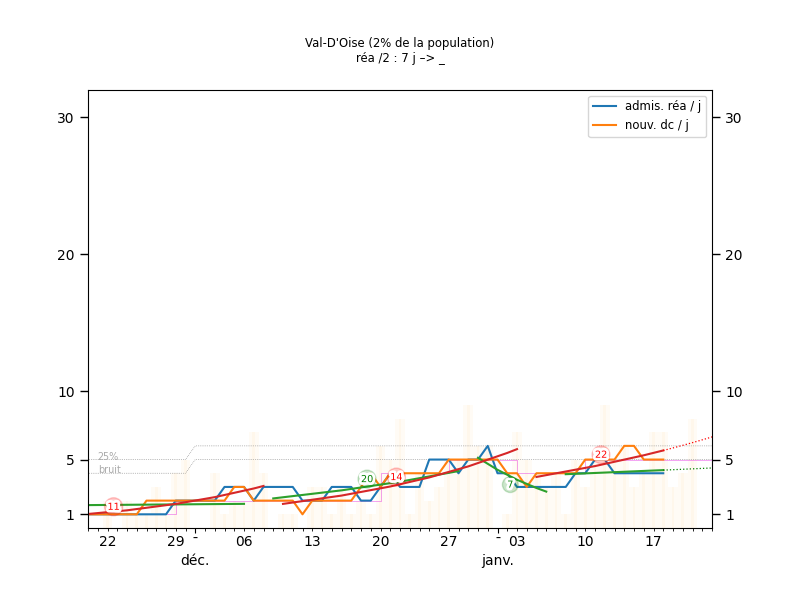 Val-D'Oise (2% de la population)
réa /2 : 7 j –> _
admis. réa / j
nouv. dc / j
30 30
20 20
10 10
5 5
1 1
25%
bruit
11
20
14
7
22
22 29 - 06 13 20 27 - 03 10 17
déc. janv.